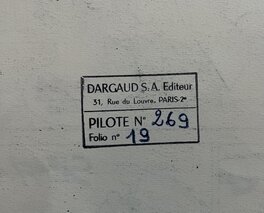 DARGAUD S.A. Editeur
31, Rue du Louvre, PARIS-2e
PILOTE N° 269
Folio n° 19